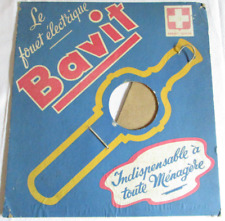 Le
fouet électrique
Bavit
Indispensable à
toute Ménagère